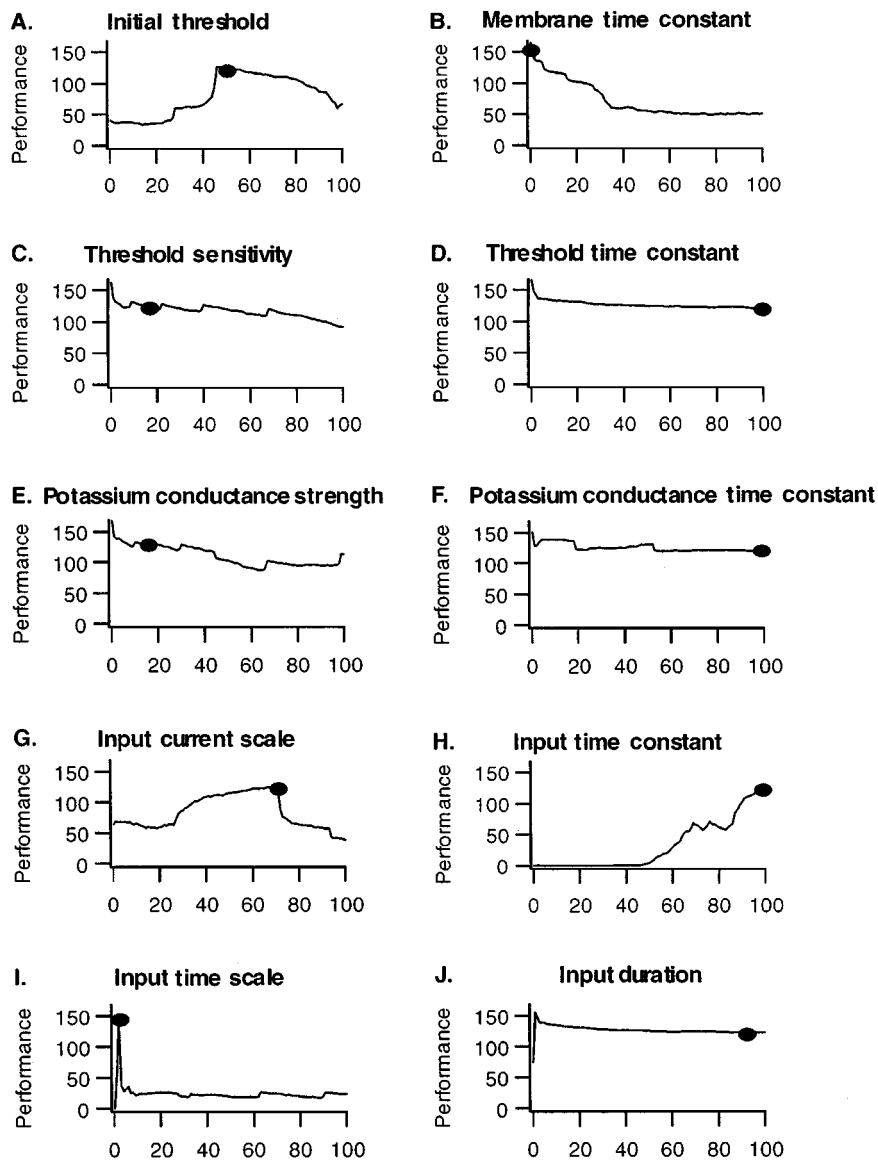 A. Initial threshold
Performance
150
100
50
0
0 20 40 60 80 100
B. Membrane time constant
Performance
150
100
50
0
0 20 40 60 80 100
C. Threshold sensitivity
Performance
150
100
50
0
0 20 40 60 80 100
D. Threshold time constant
Performance
150
100
50
0
0 20 40 60 80 100
E. Potassium conductance strength
Performance
150
100
50
0
0 20 40 60 80 100
F. Potassium conductance time constant
Performance
150
100
50
0
0 20 40 60 80 100
G. Input current scale
Performance
150
100
50
0
0 20 40 60 80 100
H. Input time constant
Performance
150
100
50
0
0 20 40 60 80 100
I. Input time scale
Performance
150
100
50
0
0 20 40 60 80 100
J. Input duration
Performance
150
100
50
0
0 20 40 60 80 100